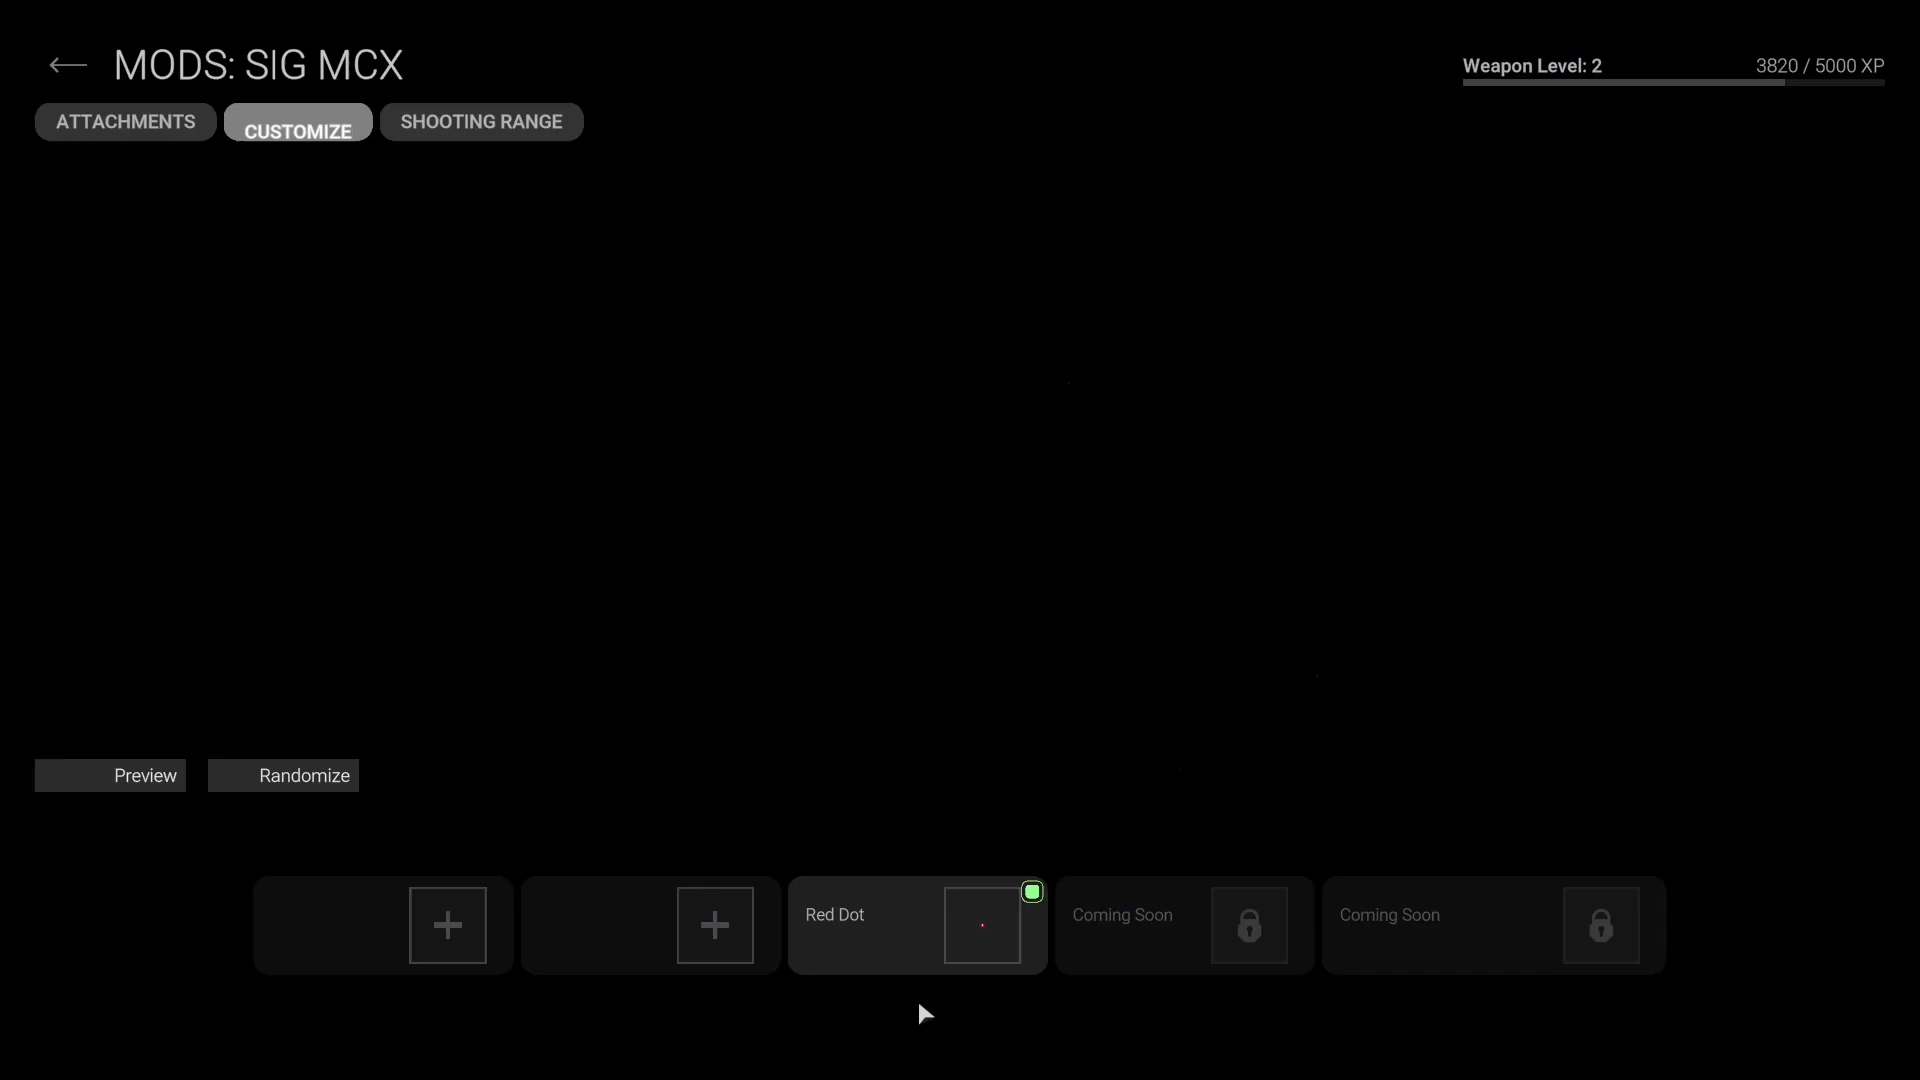 MODS: SIG MCX
Weapon Level: 2
3820 / 5000 XP
ATTACHMENTS
CUSTOMIZE
SHOOTING RANGE
Preview
Randomize
Red Dot
Coming Soon
Coming Soon